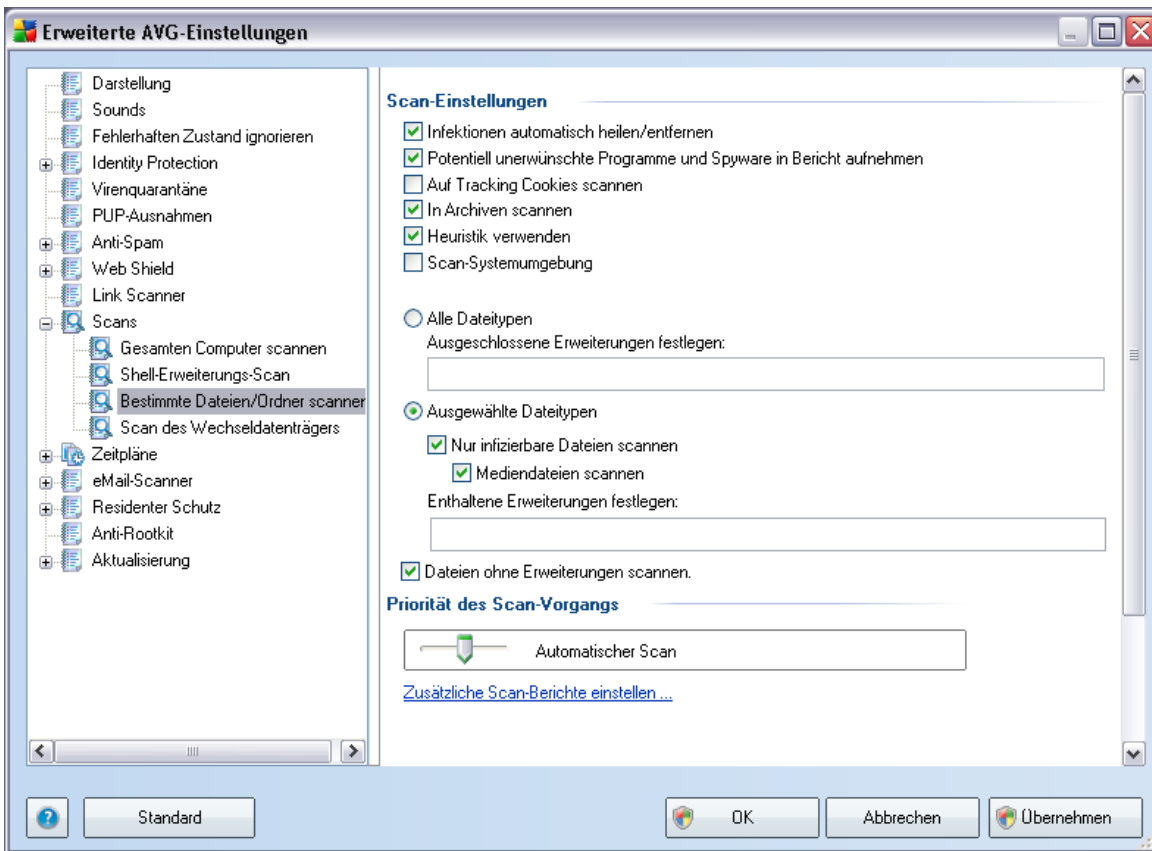 Erweiterte AVG-Einstellungen
Darstellung
Sounds
Fehlerhaften Zustand ignorieren
Identity Protection
Virenquarantäne
PUP-Ausnahmen
Anti-Spam
Web Shield
Link Scanner
Scans
Gesamten Computer scannen
Shell-Erweiterungs-Scan
Bestimmte Dateien/Ordner scanner
Scan des Wechseldatenträgers
Zeitpläne
eMail-Scanner
Residenter Schutz
Anti-Rootkit
Aktualisierung
Scan-Einstellungen
Infektionen automatisch heilen/entfernen
Potentiell unerwünschte Programme und Spyware in Bericht aufnehmen
Auf Tracking Cookies scannen
In Archiven scannen
Heuristik verwenden
Scan-Systemumgebung
Alle Dateitypen
Ausgeschlossene Erweiterungen festlegen:
Ausgewählte Dateitypen
Nur infizierbare Dateien scannen
Mediendateien scannen
Enthaltene Erweiterungen festlegen:
Dateien ohne Erweiterungen scannen.
Priorität des Scan-Vorgangs
Automatischer Scan
Zusätzliche Scan-Berichte einstellen ...
Standard
OK
Abbrechen
Übernehmen